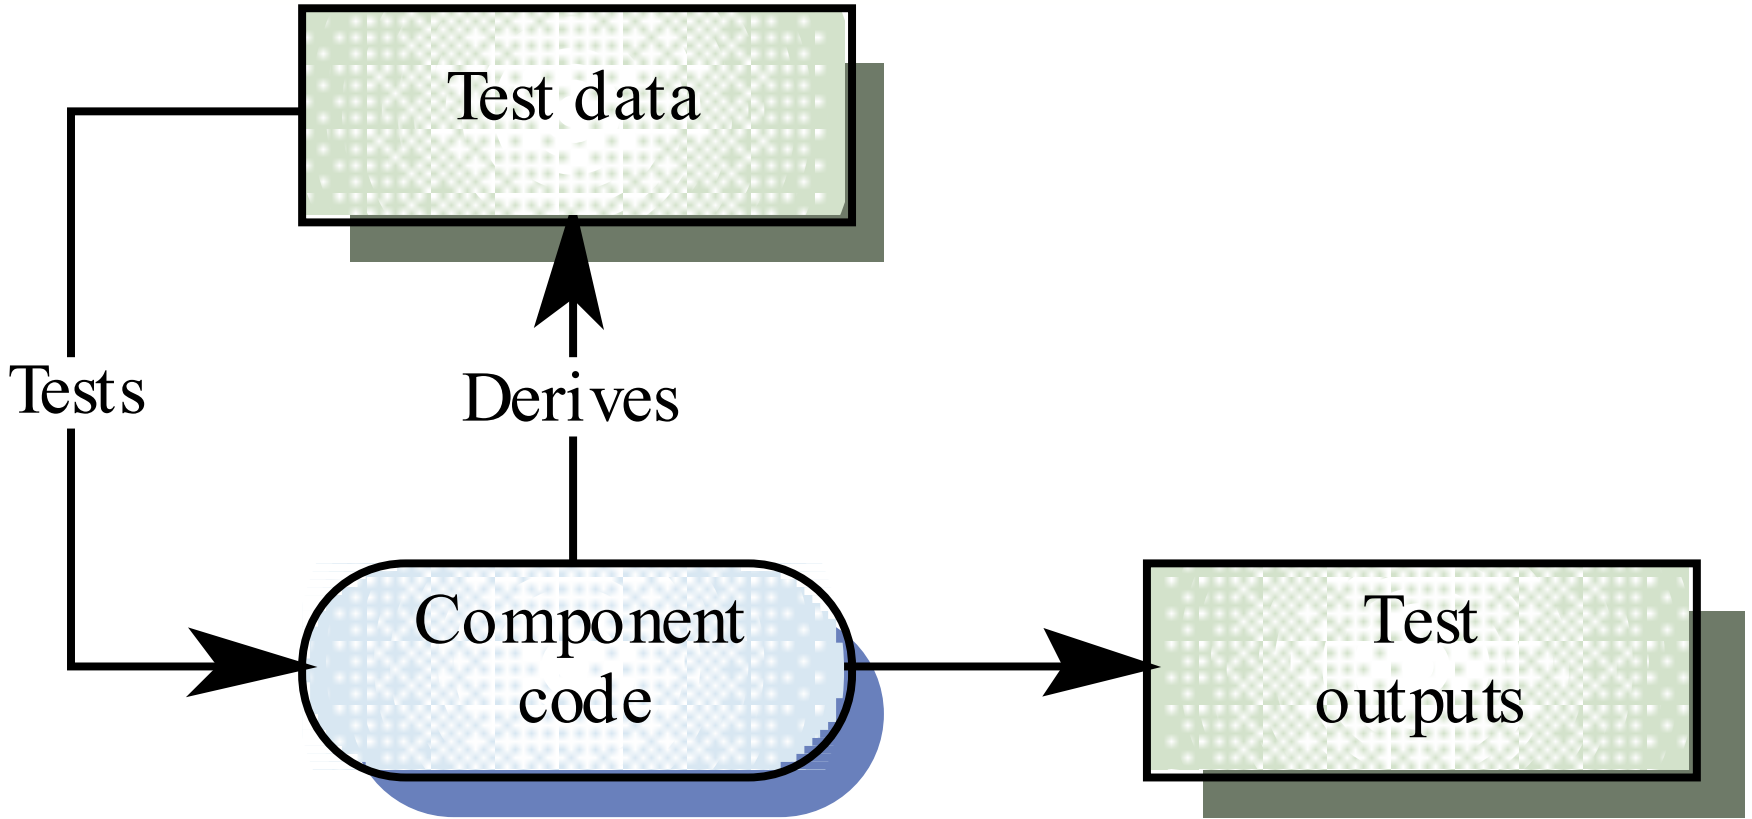 Test data
Tests
Derives
Component
code
Test
outputs